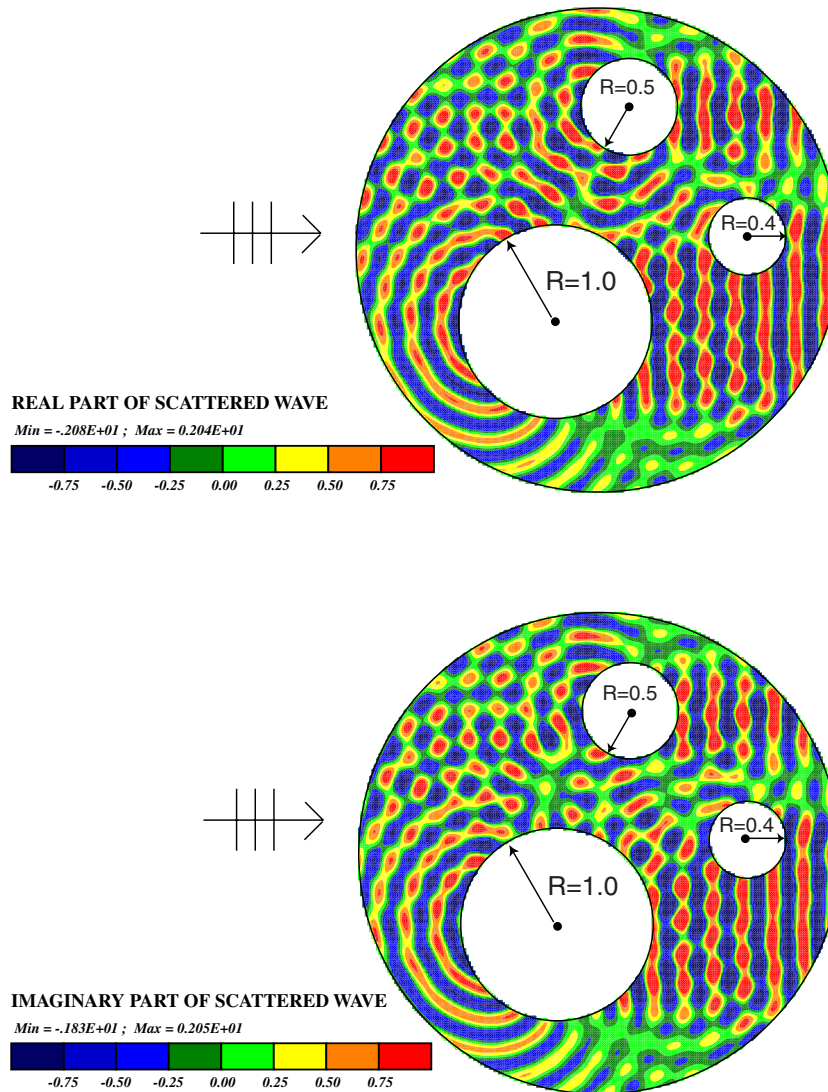 R=0.5
R=0.4
R=1.0
REAL PART OF SCATTERED WAVE
Min = -.208E+01 ; Max = 0.204E+01
-0.75 -0.50 -0.25 0.00 0.25 0.50 0.75
R=0.5
R=0.4
R=1.0
IMAGINARY PART OF SCATTERED WAVE
Min = -.183E+01 ; Max = 0.205E+01
-0.75 -0.50 -0.25 0.00 0.25 0.50 0.75